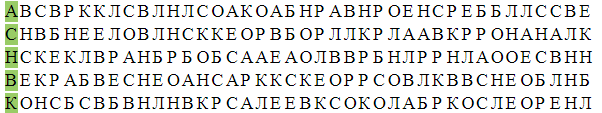 А В С В Р К К Л С В Л Н Л С О А К О А Б Н Р А В Н Р О Е Н С Р Е Б Б Л Л С С В Е
С Н В Б Н Е Е Л О В Л Н С К К Е О Р В Б О Р Л Л К Р Л А А В К Р Р О Н А Н А Л К
Н С К Е К Л В Р А Н Б Р Б О Б С А А Е А О Л В В Р Б Н Л Р Р Н Л А О О Е С В Н Н
В Е К Р А Б В Е С Н Е О А Н С А Р К К С К Е О Р Р С О В Л К В В С Н Е О Б Л Н Б
К О Н С Б С В Б В Н Л Н В К Р С А Л Е Е В К С О К О Л А Б Р К О С Л Е О Р Е Н Л